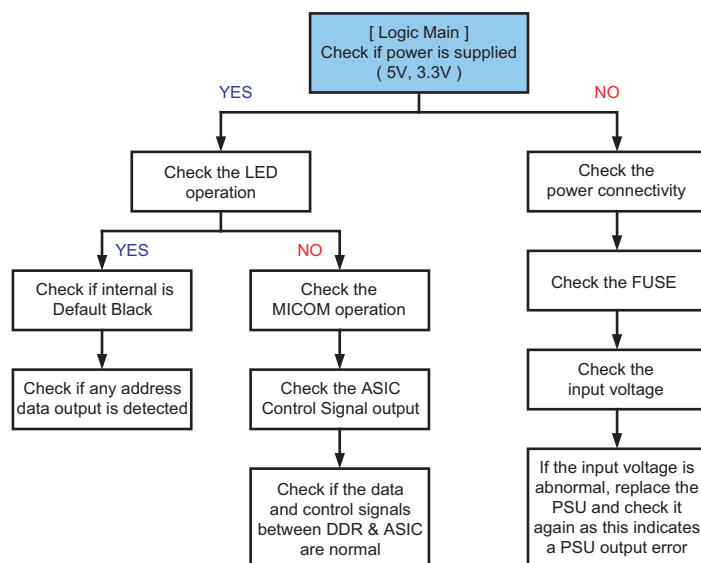 [ Logic Main ]
Check if power is supplied
( 5V, 3.3V )
YES
NO
Check the LED
operation
Check the
power connectivity
YES
NO
Check if internal is
Default Black
Check the
MICOM operation
Check the FUSE
Check if any address
data output is detected
Check the ASIC
Control Signal output
Check the
input voltage
Check if the data
and control signals
between DDR & ASIC
are normal
If the input voltage is
abnormal, replace the
PSU and check it
again as this indicates
a PSU output error